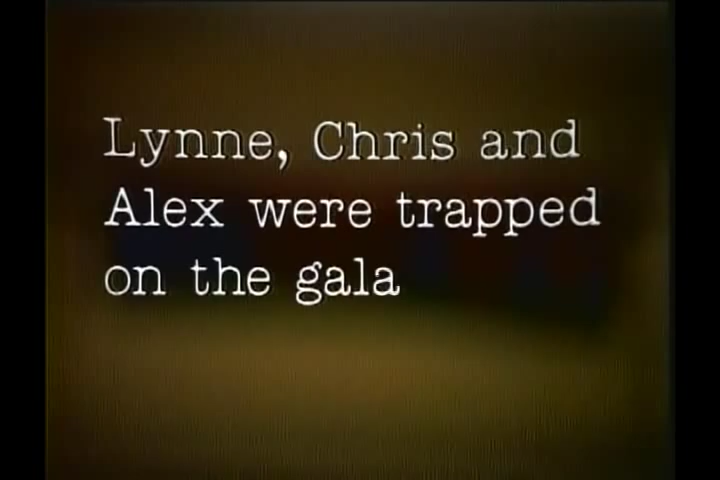 Lynne, Chris and
Alex were trapped
on the gala